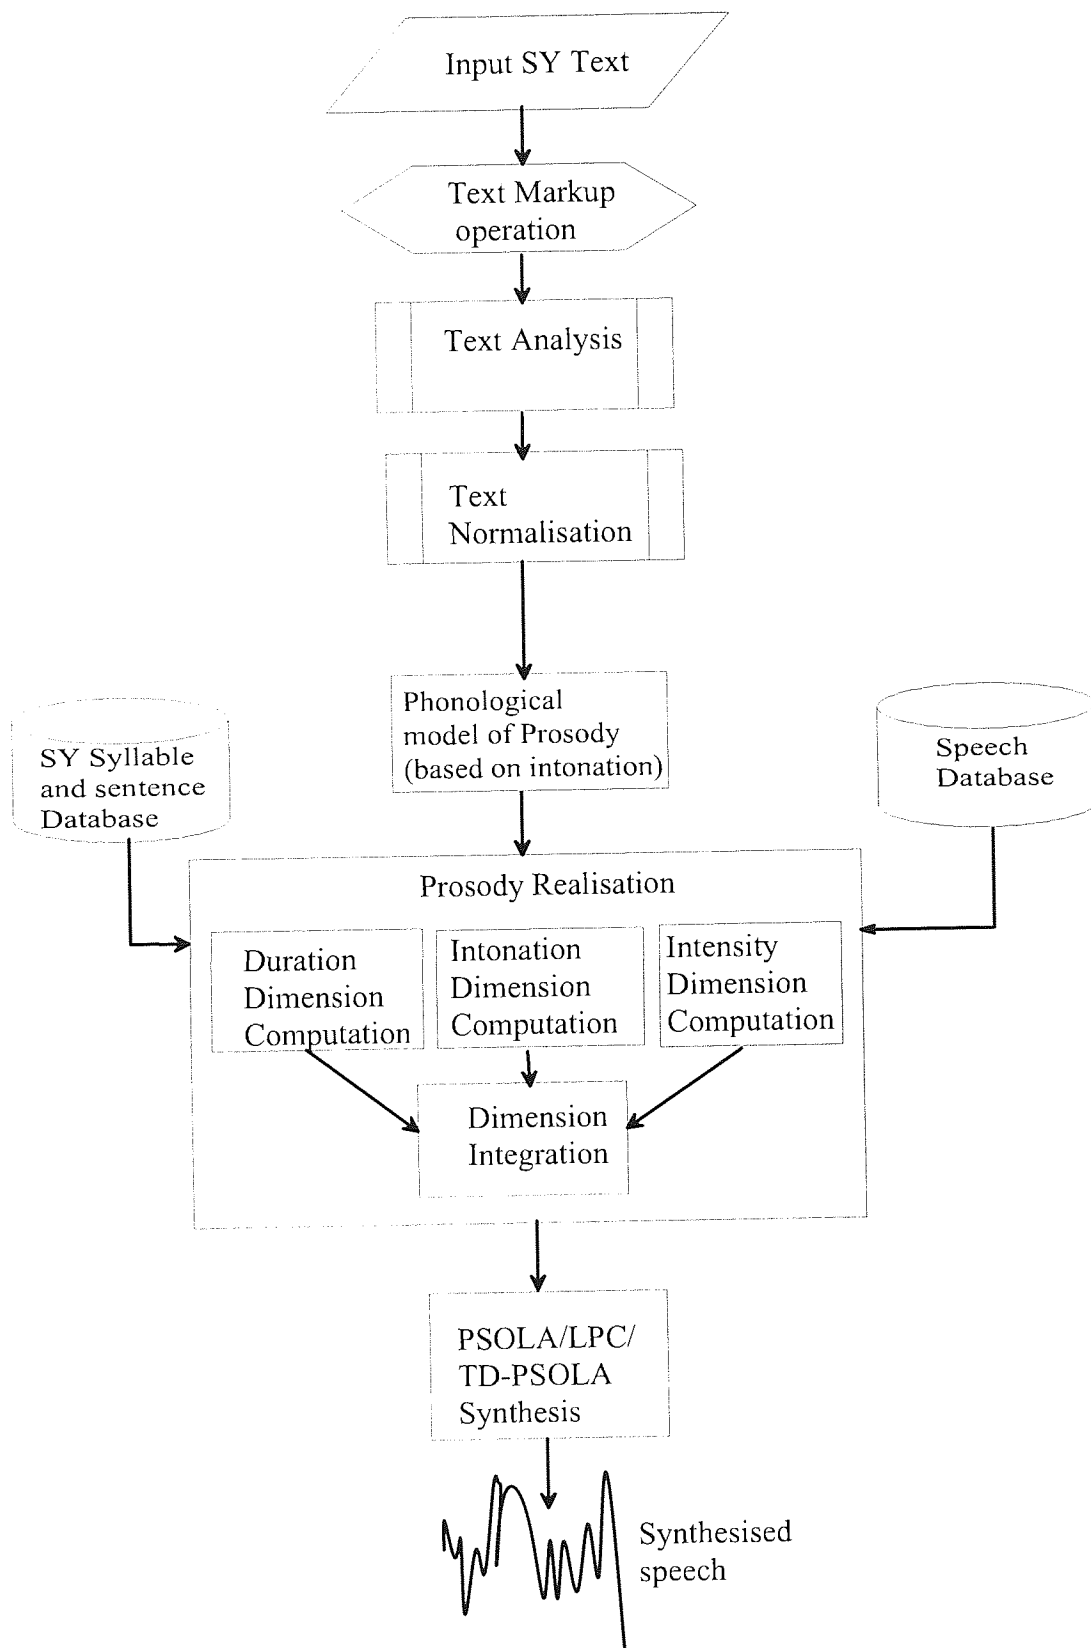 Input SY Text
Text Markup
operation
Text Analysis
Text
Normalisation
Phonological
model of Prosody
(based on intonation)
SY Syllable
and sentence
Database
Speech
Database
Prosody Realisation
Duration
Dimension
Computation
Intonation
Dimension
Computation
Intensity
Dimension
Computation
Dimension
Integration
PSOLA/LPC/
TD-PSOLA
Synthesis
Synthesised
speech